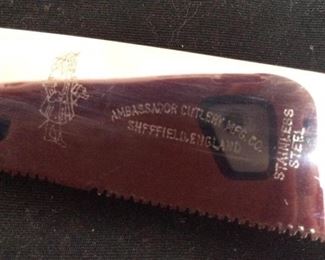 AMBASSADOR CUTLERY MFG. CO.
SHEFFIELD, ENGLAND
STAINLESS
STEEL